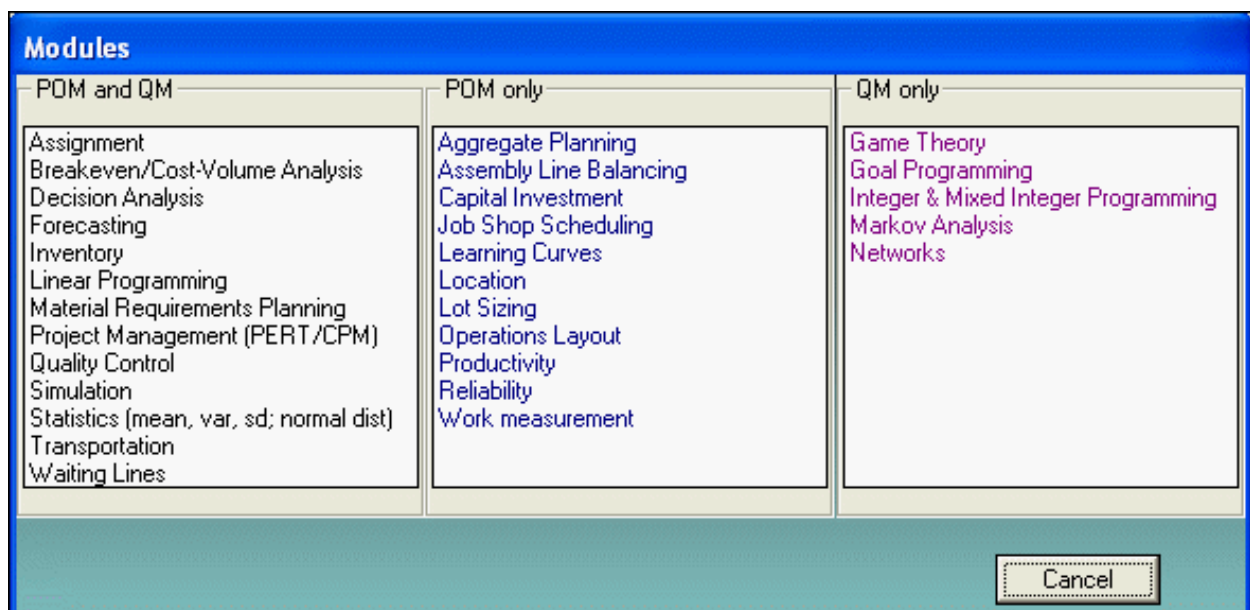 Modules
POM and QM
Assignment
Breakeven/Cost-Volume Analysis
Decision Analysis
Forecasting
Inventory
Linear Programming
Material Requirements Planning
Project Management (PERT/CPM)
Quality Control
Simulation
Statistics (mean, var, sd; normal dist)
Transportation
Waiting Lines
POM only
Aggregate Planning
Assembly Line Balancing
Capital Investment
Job Shop Scheduling
Learning Curves
Location
Lot Sizing
Operations Layout
Productivity
Reliability
Work measurement
QM only
Game Theory
Goal Programming
Integer & Mixed Integer Programming
Markov Analysis
Networks
Cancel